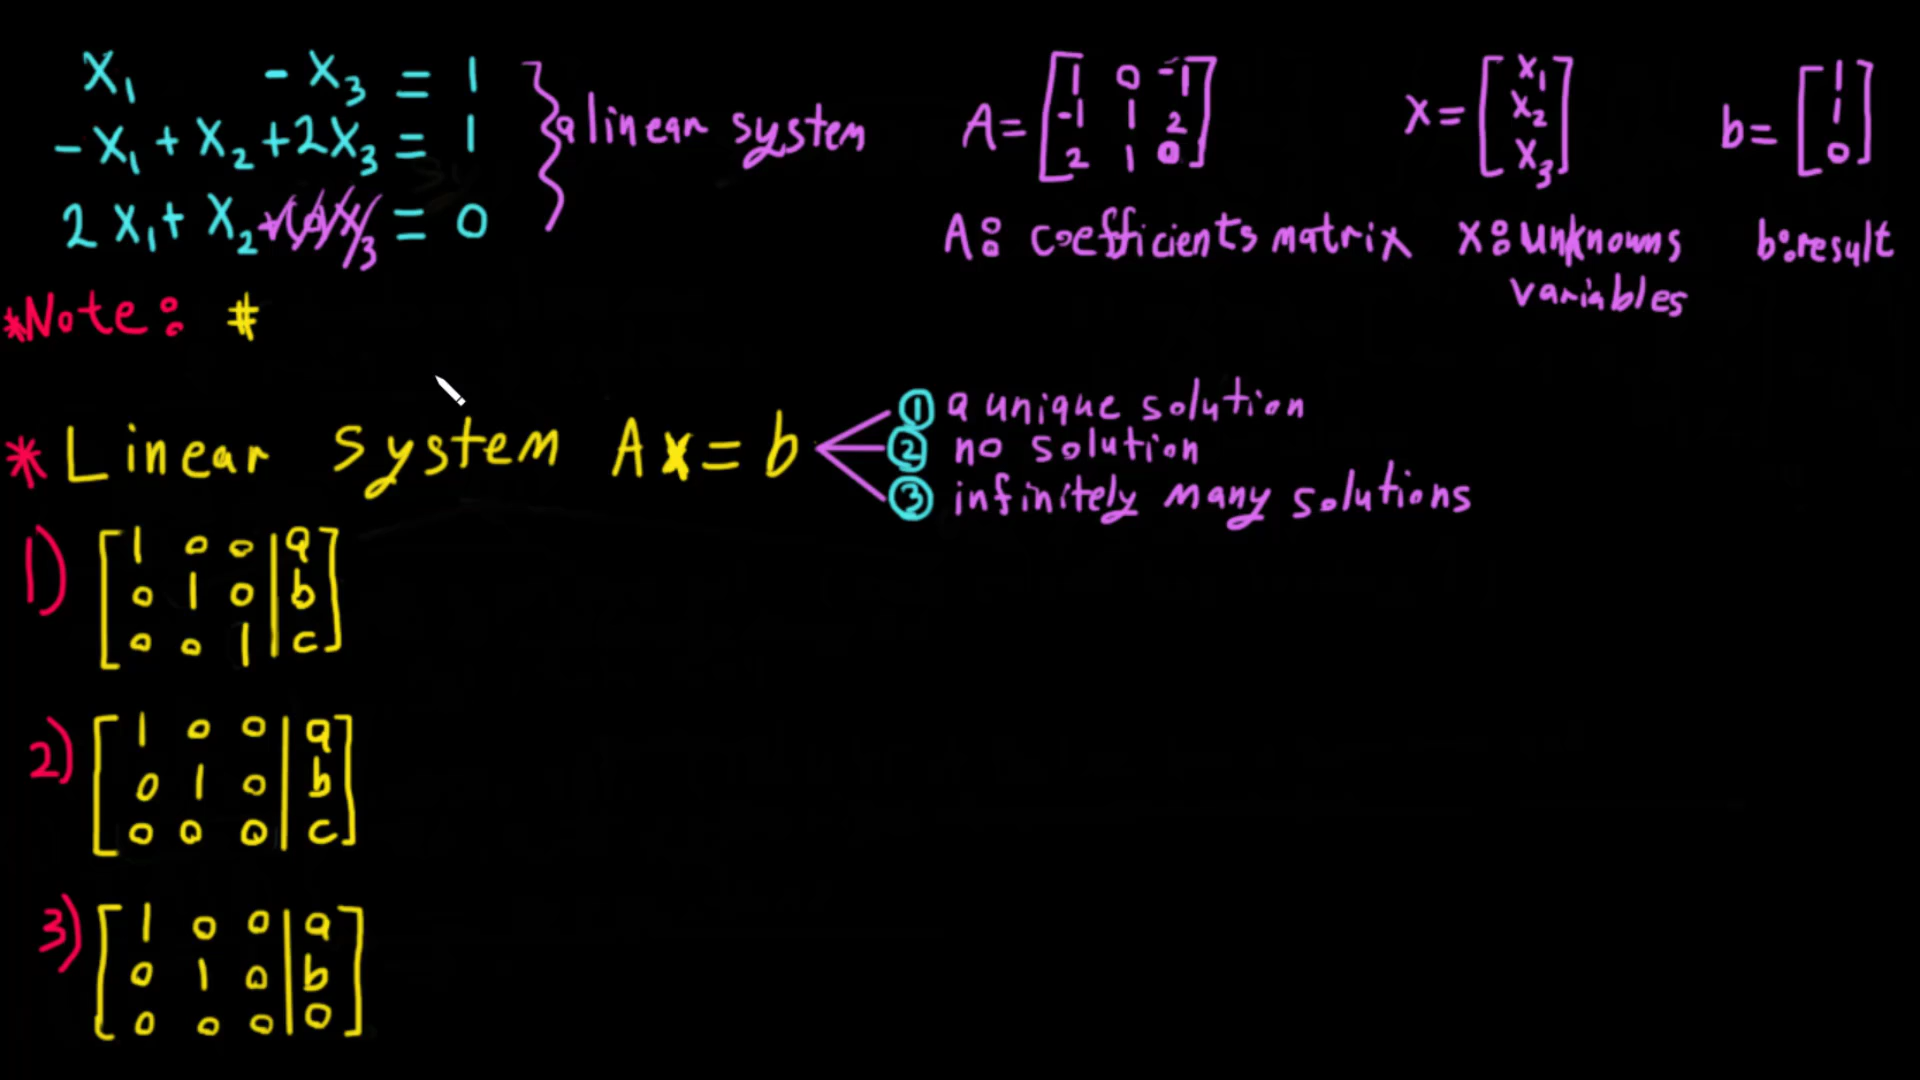 x₁ - x₃ = 1
-x₁ + x₂ + 2x₃ = 1
2x₁ + x₂ = 0
a linear system
A = [1 0 -1
-1 1 2
2 1 0]
A: coefficients matrix
x = [x₁
x₂
x₃]
x: unknowns
variables
b = [1
1
0]
b: result
*Note: #
* Linear System Ax = b
① a unique solution
② no solution
③ infinitely many solutions
1) [1 0 0 | a
0 1 0 | b
0 0 1 | c]
2) [1 0 0 | a
0 1 0 | b
0 0 0 | c]
3) [1 0 0 | a
0 1 0 | b
0 0 0 | 0]